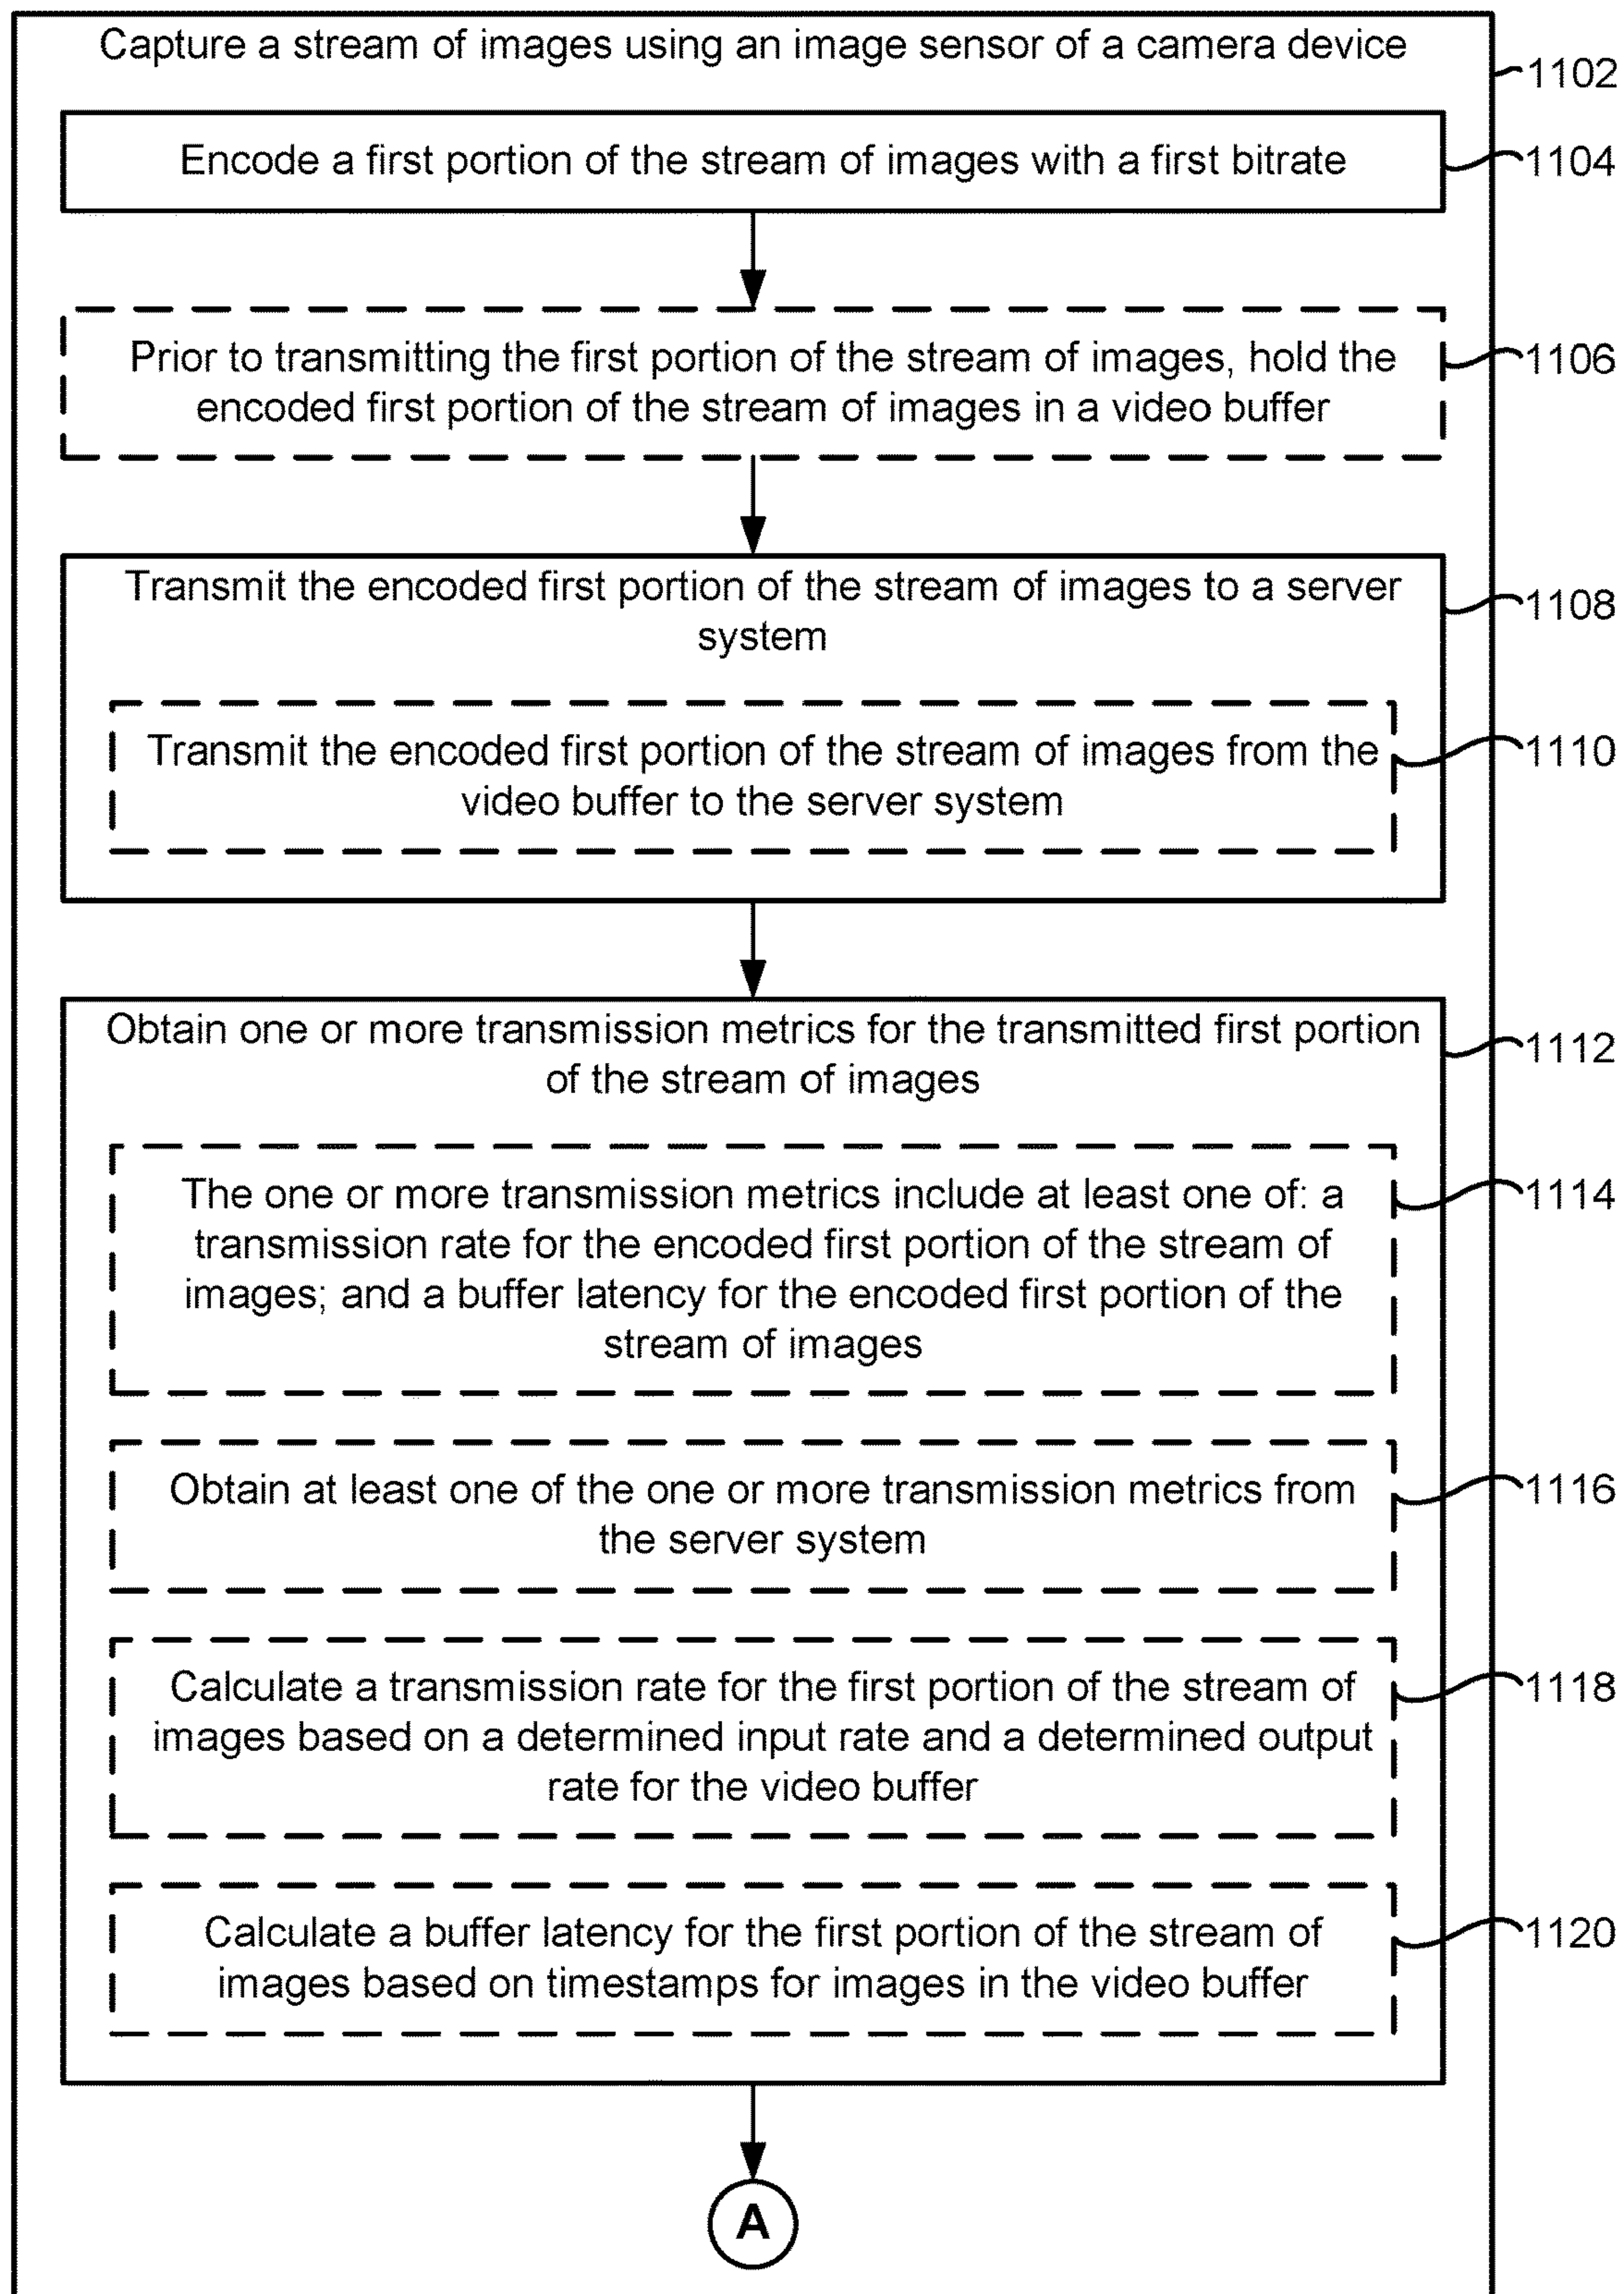 Capture a stream of images using an image sensor of a camera device
1102
Encode a first portion of the stream of images with a first bitrate
1104
Prior to transmitting the first portion of the stream of images, hold the
encoded first portion of the stream of images in a video buffer
1106
Transmit the encoded first portion of the stream of images to a server
system
1108
Transmit the encoded first portion of the stream of images from the
video buffer to the server system
1110
Obtain one or more transmission metrics for the transmitted first portion
of the stream of images
1112
The one or more transmission metrics include at least one of: a
transmission rate for the encoded first portion of the stream of
images; and a buffer latency for the encoded first portion of the
stream of images
1114
Obtain at least one of the one or more transmission metrics from
the server system
1116
Calculate a transmission rate for the first portion of the stream of
images based on a determined input rate and a determined output
rate for the video buffer
1118
Calculate a buffer latency for the first portion of the stream of
images based on timestamps for images in the video buffer
1120
A